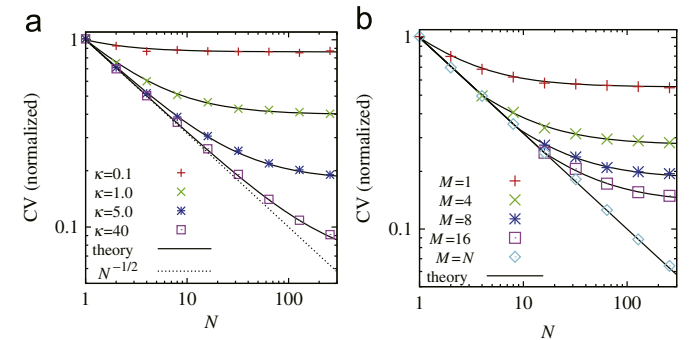 a
CV (normalized)
1
0.1
κ=0.1
κ=1.0
κ=5.0
κ=40
theory
N^{-1/2}
1
10
100
N
b
CV (normalized)
1
0.1
M=1
M=4
M=8
M=16
M=N
theory
1
10
100
N